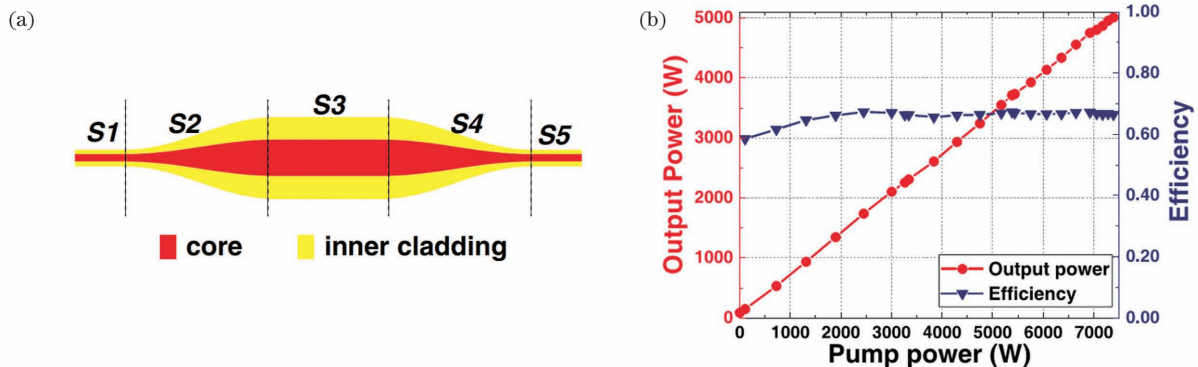 (a)
S1
S2
S3
S4
S5
core
inner cladding
(b)
Output Power (W)
5000
4000
3000
2000
1000
0
1.00
0.80
0.60
0.40
0.20
0.00
Efficiency
Output power
Efficiency
0 1000 2000 3000 4000 5000 6000 7000
Pump power (W)